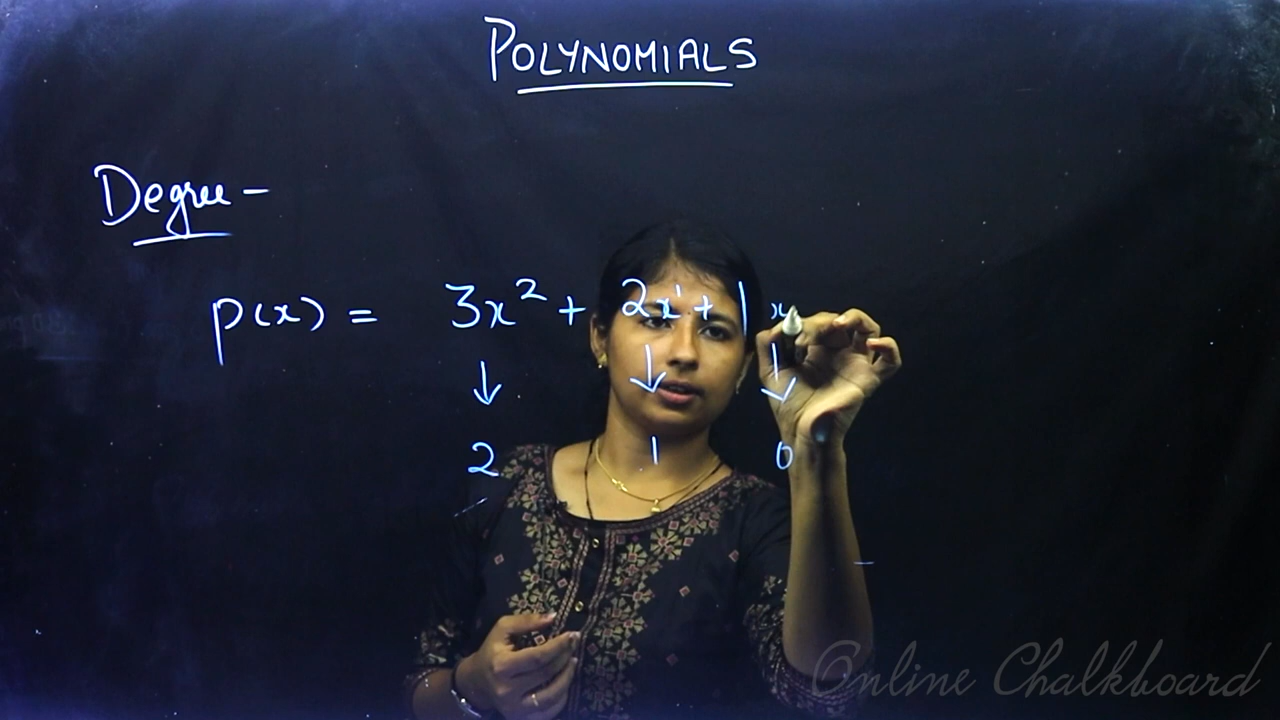 POLYNOMIALS
Degree -
p(x) = 3x² + 2x¹ + 1 x
↓ ↓ ↓
2 1 0
Online Chalkboard